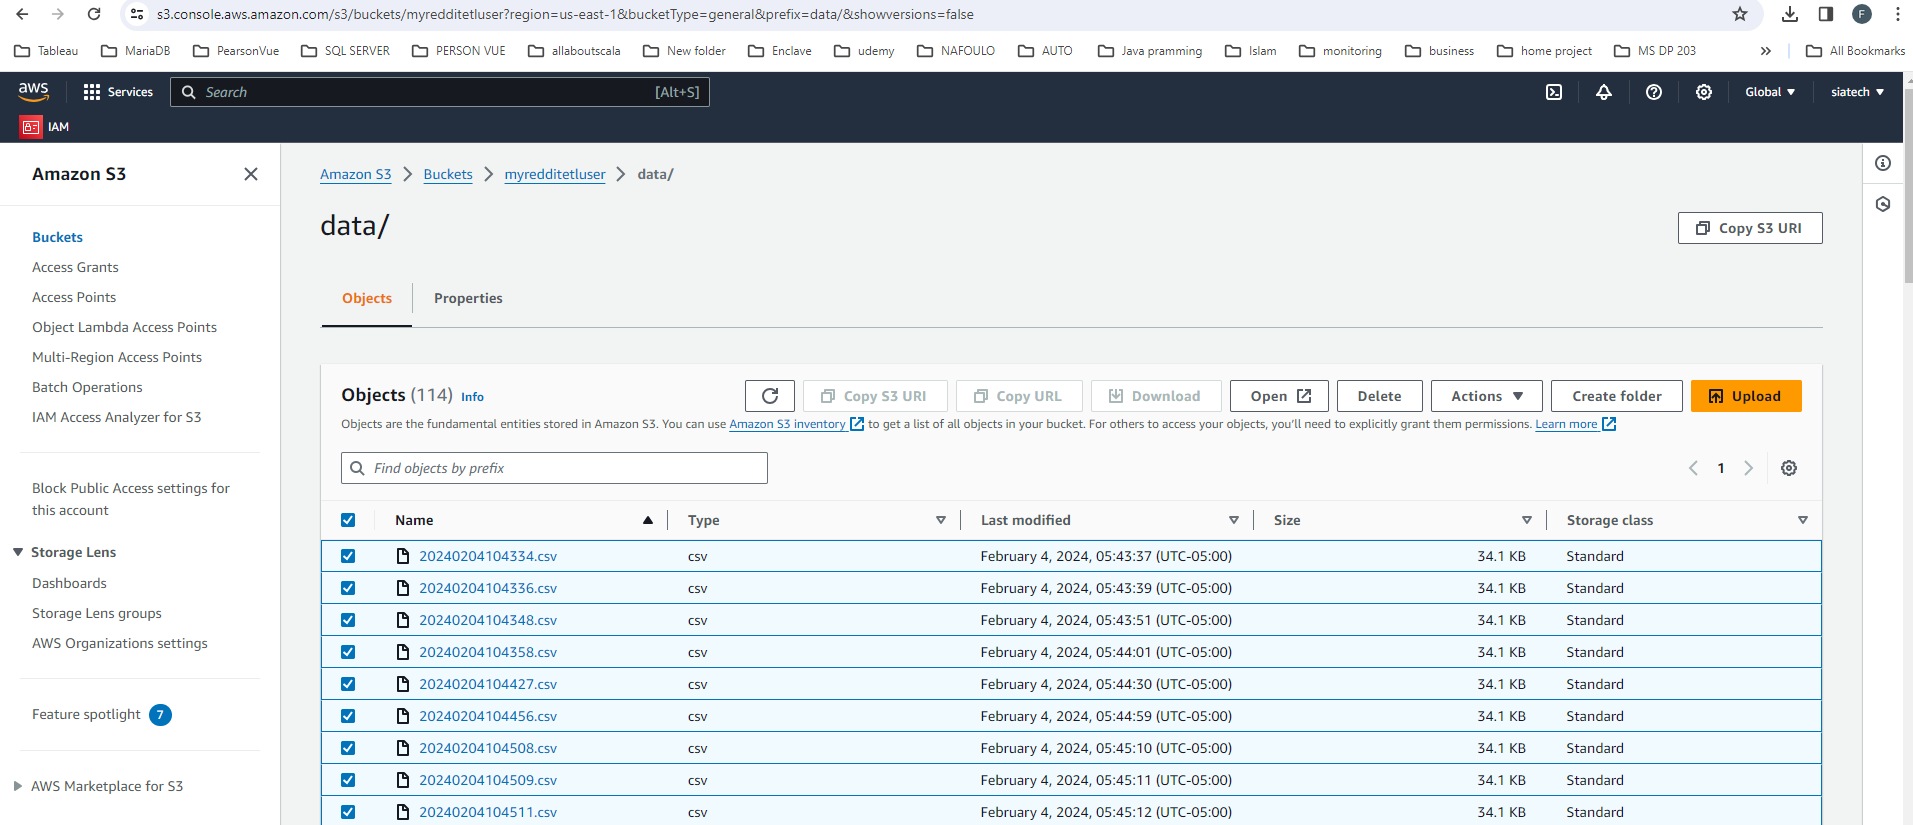 s3.console.aws.amazon.com/s3/buckets/myredditetluser?region=us-east-1&bucketType=general&prefix=data/&showversions=false
F
Tableau MariaDB PearsonVue SQL SERVER PERSON VUE allaboutscala New folder Enclave udemy NAFOULO AUTO Java pramming Islam monitoring business home project MS DP 203 » All Bookmarks
aws Services Search [Alt+S] Global siatech
IAM
Amazon S3
Buckets
Access Grants
Access Points
Object Lambda Access Points
Multi-Region Access Points
Batch Operations
IAM Access Analyzer for S3
Block Public Access settings for
this account
Storage Lens
Dashboards
Storage Lens groups
AWS Organizations settings
Feature spotlight 7
AWS Marketplace for S3
Amazon S3 > Buckets > myredditetluser > data/
data/
Copy S3 URI
Objects Properties
Objects (114) Info
Copy S3 URI Copy URL Download Open Delete Actions Create folder Upload
Objects are the fundamental entities stored in Amazon S3. You can use Amazon S3 inventory to get a list of all objects in your bucket. For others to access your objects, you'll need to explicitly grant them permissions. Learn more
Find objects by prefix
< 1 >
Name Type Last modified Size Storage class
20240204104334.csv csv February 4, 2024, 05:43:37 (UTC-05:00) 34.1 KB Standard
20240204104336.csv csv February 4, 2024, 05:43:39 (UTC-05:00) 34.1 KB Standard
20240204104348.csv csv February 4, 2024, 05:43:51 (UTC-05:00) 34.1 KB Standard
20240204104358.csv csv February 4, 2024, 05:44:01 (UTC-05:00) 34.1 KB Standard
20240204104427.csv csv February 4, 2024, 05:44:30 (UTC-05:00) 34.1 KB Standard
20240204104456.csv csv February 4, 2024, 05:44:59 (UTC-05:00) 34.1 KB Standard
20240204104508.csv csv February 4, 2024, 05:45:10 (UTC-05:00) 34.1 KB Standard
20240204104509.csv csv February 4, 2024, 05:45:11 (UTC-05:00) 34.1 KB Standard
20240204104511.csv csv February 4, 2024, 05:45:12 (UTC-05:00) 34.1 KB Standard